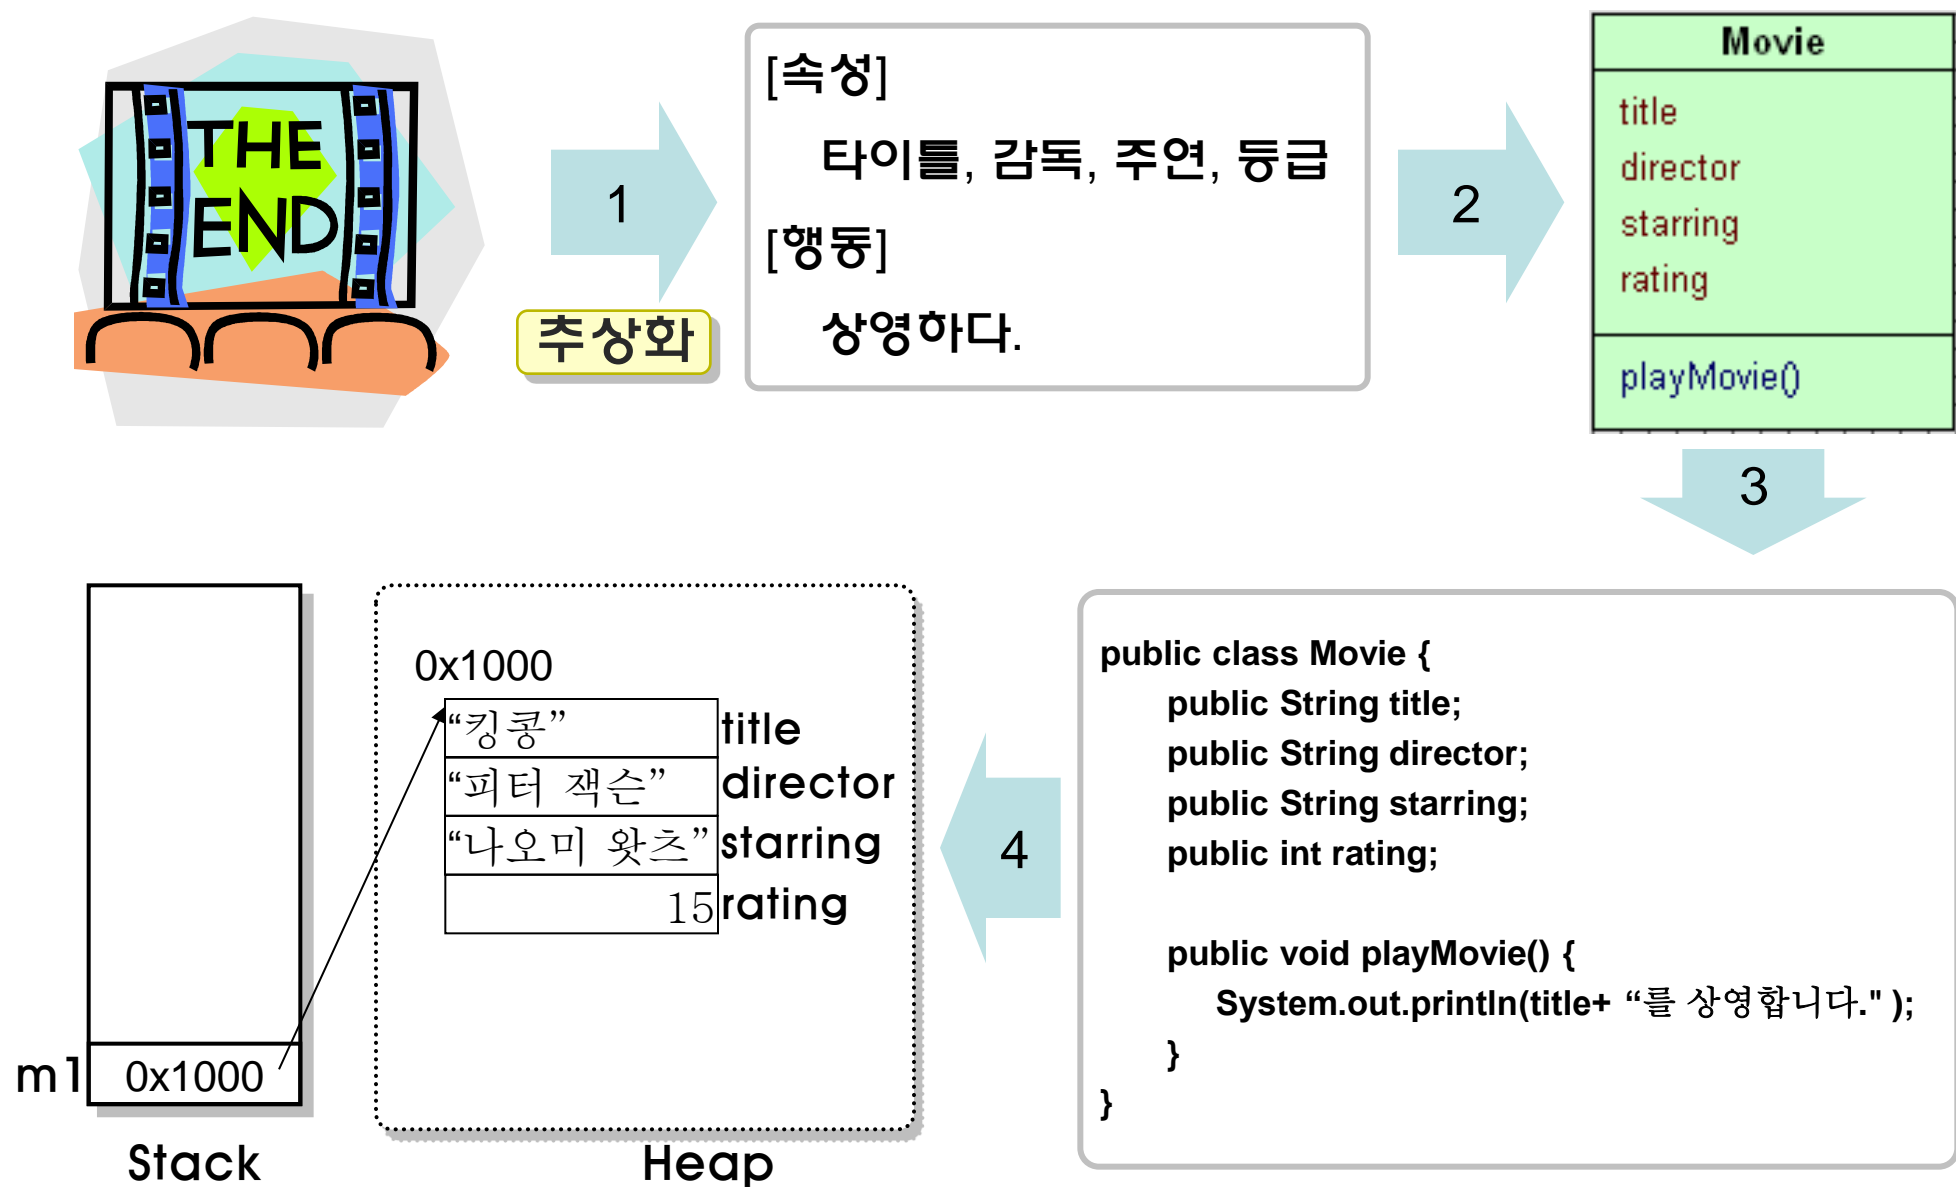 THE
END
1
추상화
[속성]
타이틀, 감독, 주연, 등급
[행동]
상영하다.
2
Movie
title
director
starring
rating
playMovie()
3
public class Movie {
public String title;
public String director;
public String starring;
public int rating;
public void playMovie() {
System.out.println(title+ “를 상영합니다." );
}
}
4
0x1000
“킹콩” title
“피터 잭슨” director
“나오미 왓츠” starring
15 rating
m1 0x1000
Stack
Heap